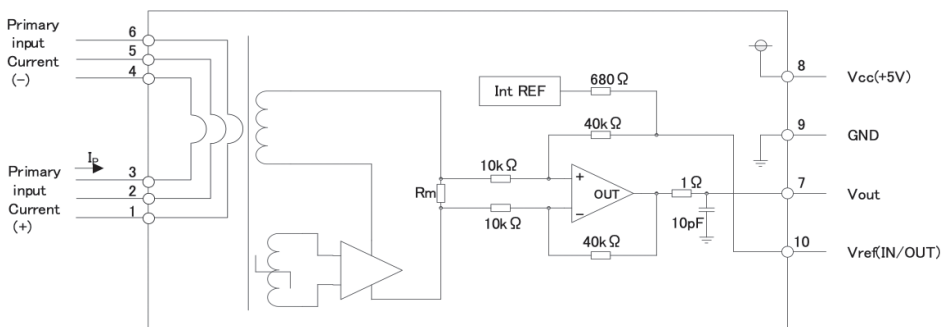 Primary
input
Current
(-)
6
5
4
Ip
Primary
input
Current
(+)
3
2
1
Int REF
680Ω
40kΩ
10kΩ
Rm
+
OUT
-
10kΩ
40kΩ
1Ω
10pF
8
Vcc(+5V)
9
GND
7
Vout
10
Vref(IN/OUT)